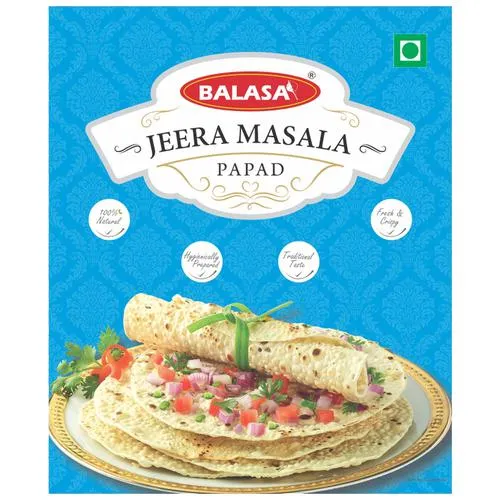 BALASA ®
JEERA MASALA
PAPAD
100%
Natural
Hygienically
Prepared
Traditional
Taste
Fresh &
Crispy